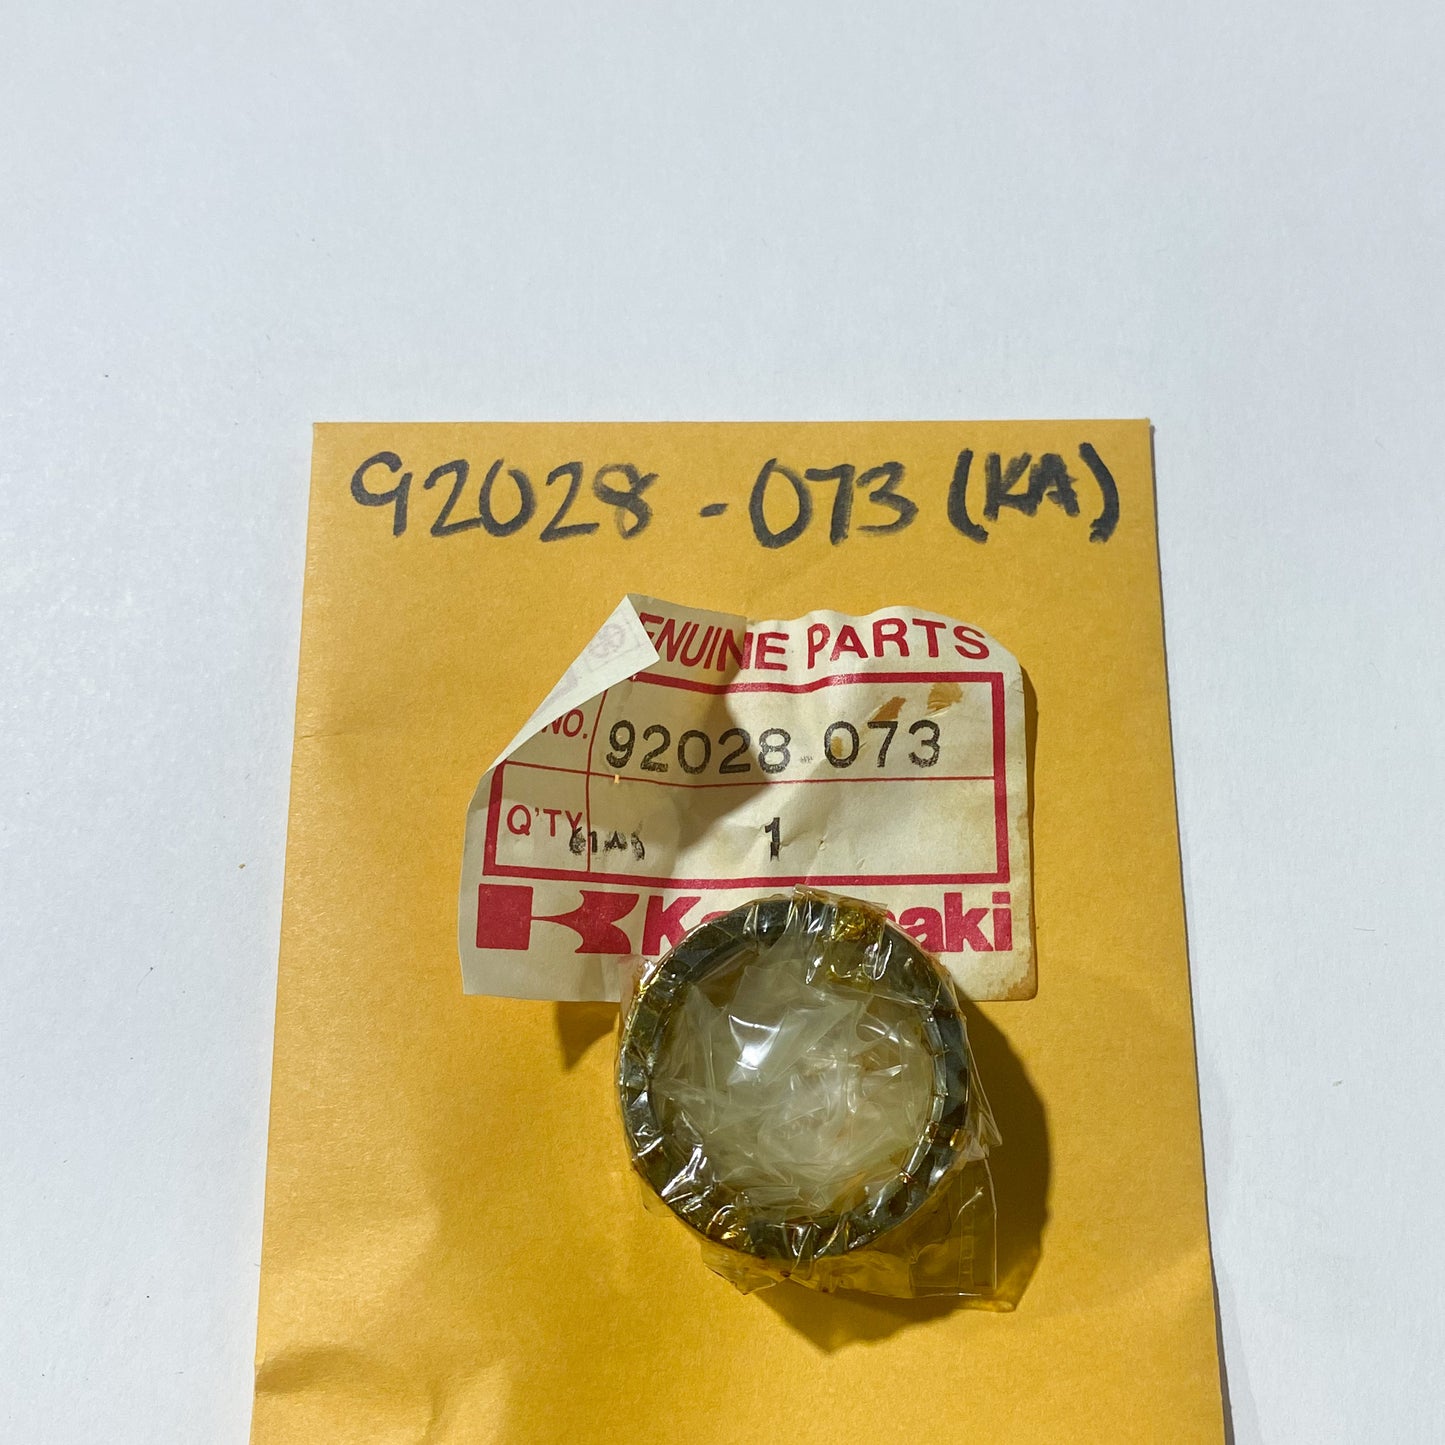 92028-073 (KA)
ENUINE PARTS
NO. 92028-073
Q'TY 1